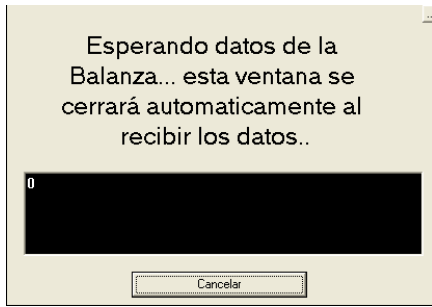 ...
Esperando datos de la
Balanza... esta ventana se
cerrará automaticamente al
recibir los datos..
0
Cancelar